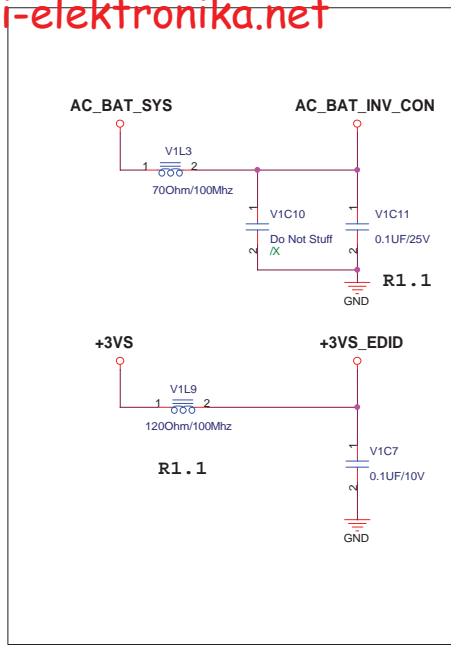 i-elektronika.net
AC_BAT_SYS
AC_BAT_INV_CON
V1L3
1 2
70Ohm/100Mhz
1
V1C10
Do Not Stuff
/X
2
1
V1C11
0.1UF/25V
2
R1.1
GND
+3VS
+3VS_EDID
V1L9
1 2
120Ohm/100Mhz
R1.1
1
V1C7
0.1UF/10V
2
GND